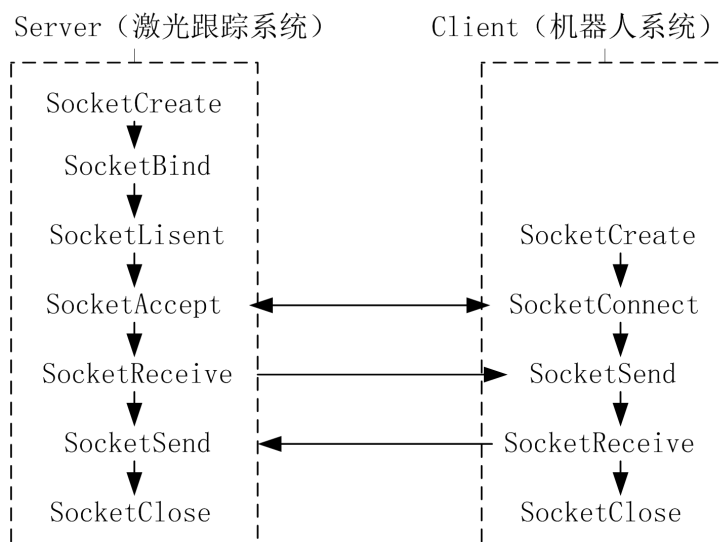 Server（激光跟踪系统）
Client（机器人系统）
SocketCreate
SocketBind
SocketLisent
SocketAccept
SocketReceive
SocketSend
SocketClose
SocketCreate
SocketConnect
SocketSend
SocketReceive
SocketClose